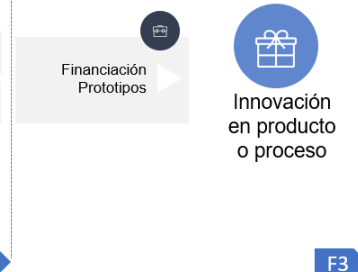 Financiación
Prototipos
Innovación
en producto
o proceso
F3